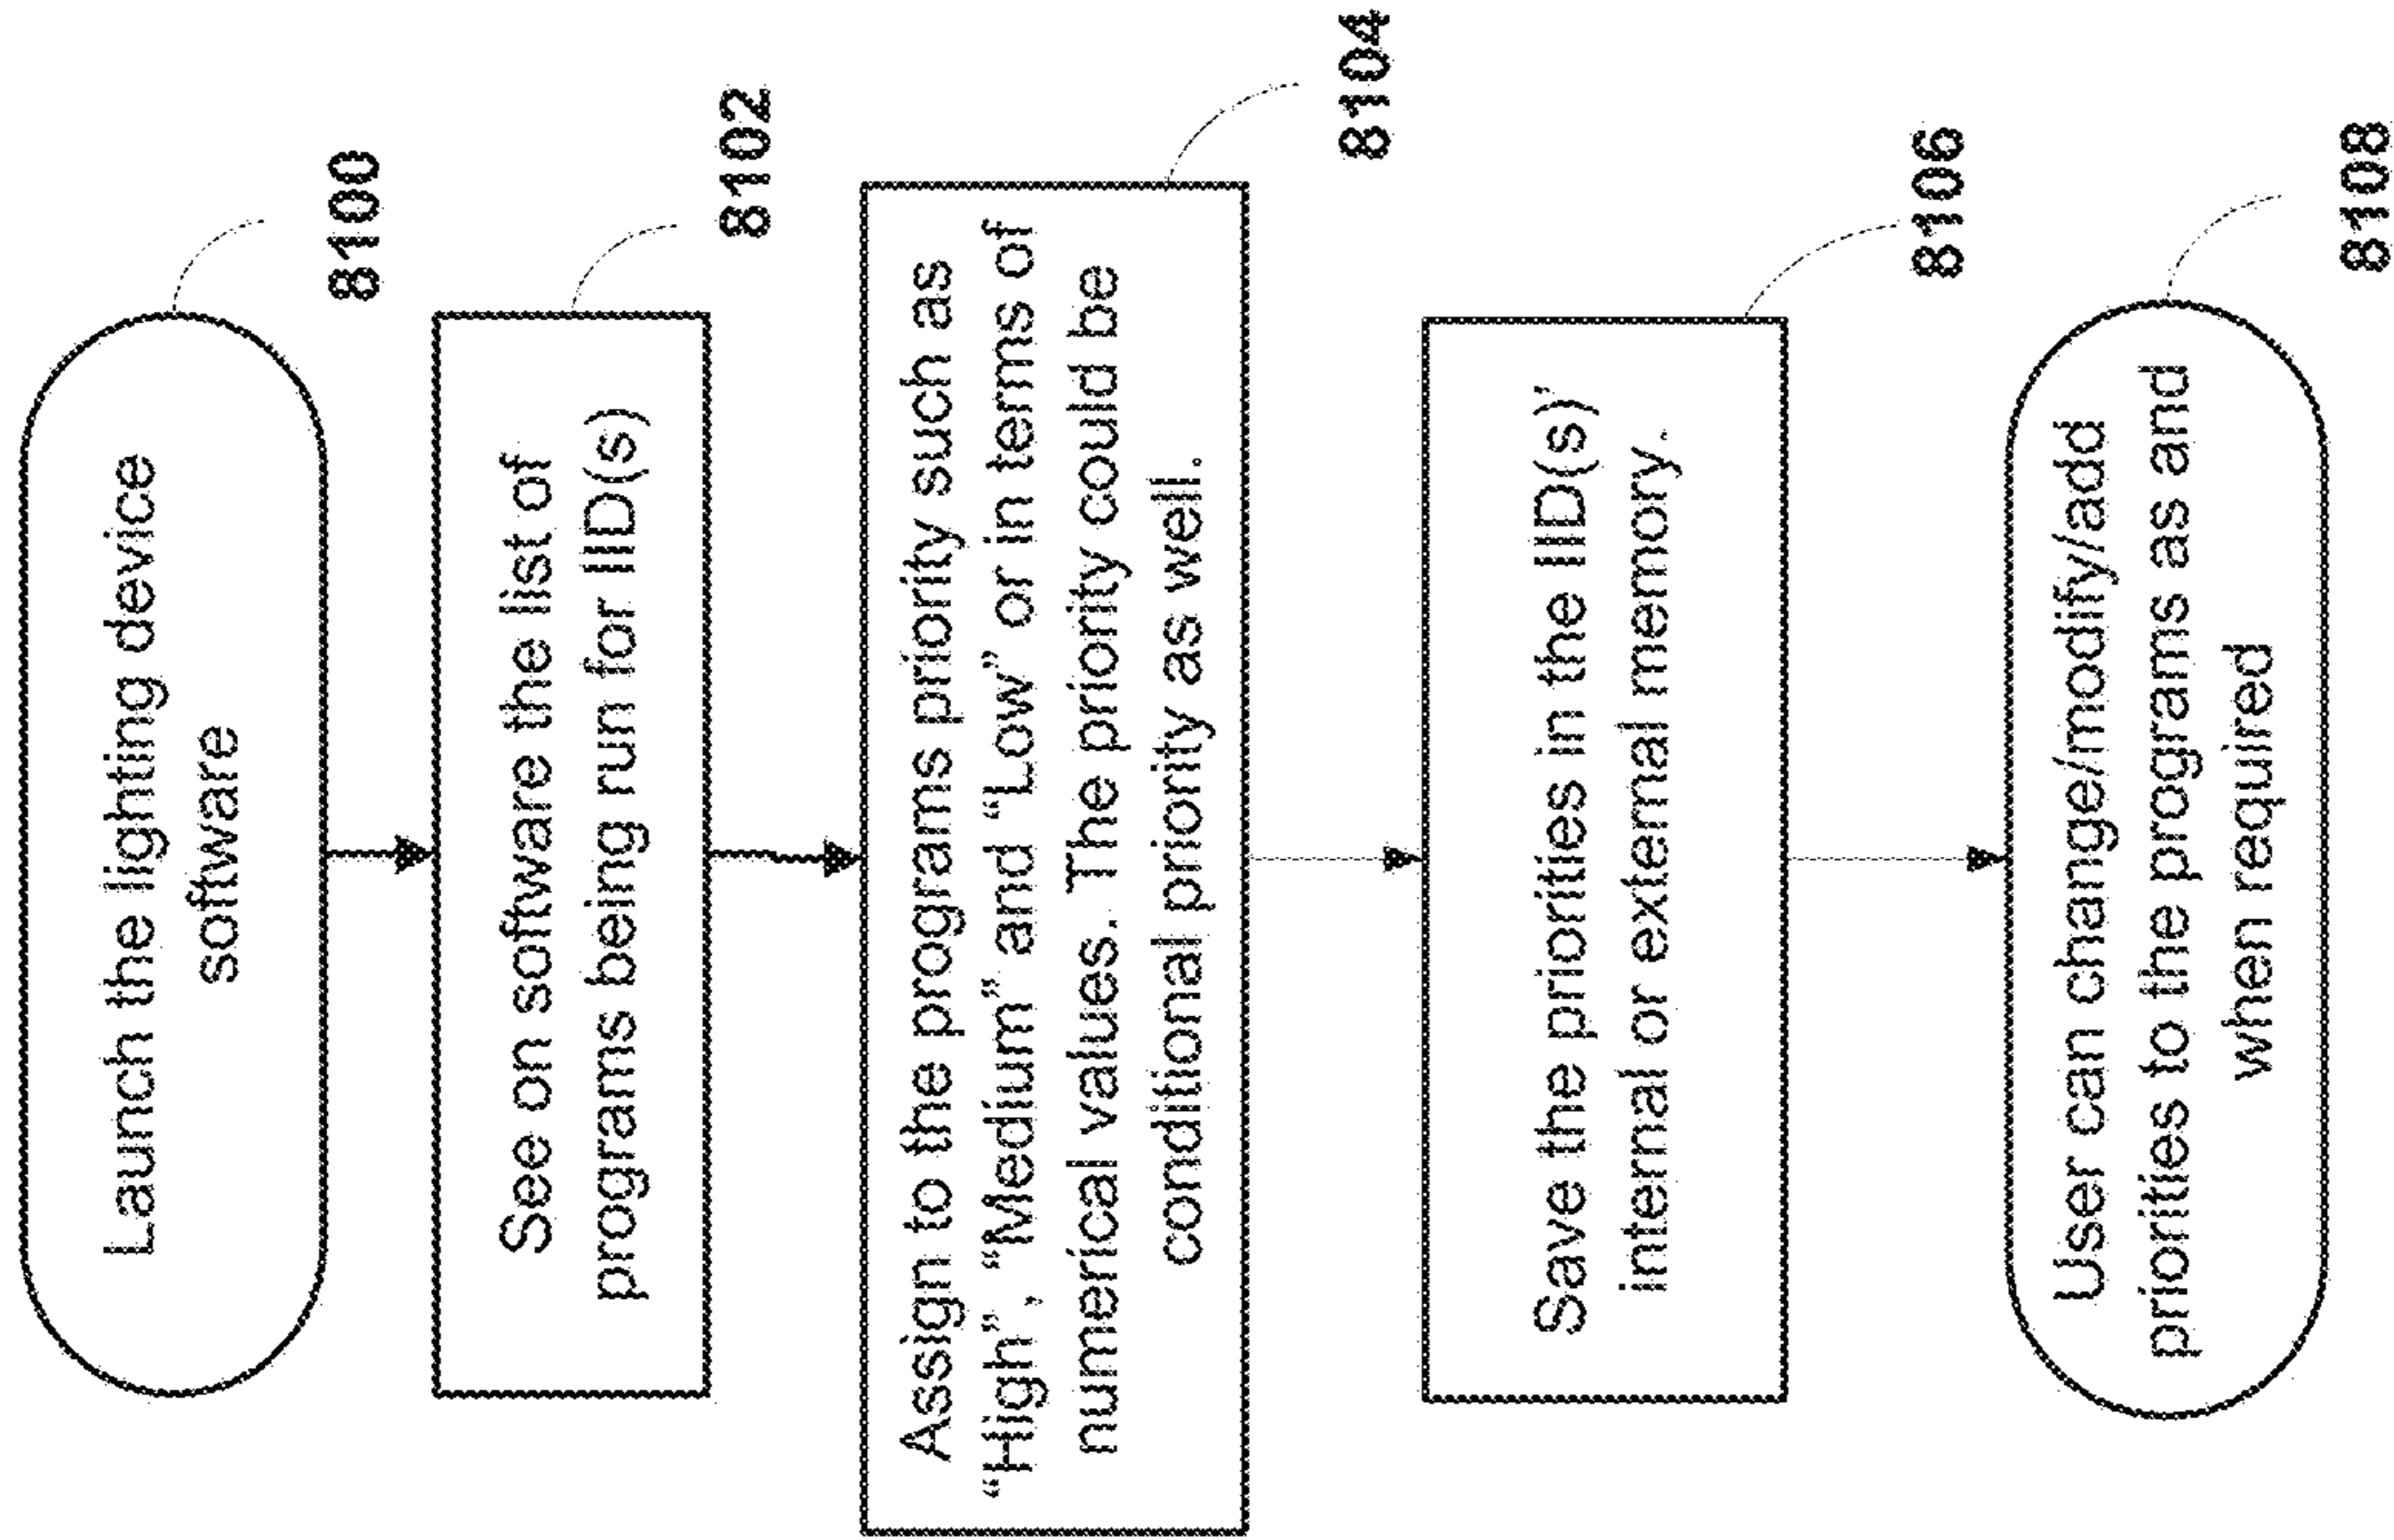 Launch the lighting device
software
8100
See on software the list of
programs being run for IID(s)
8102
Assign to the programs priority such as
“High”, “Medium” and “Low” or in terms of
numerical values. The priority could be
conditional priority as well.
8104
Save the priorities in the IID(s)’
internal or external memory.
8106
User can change/modify/add
priorities to the programs as and
when required
8108